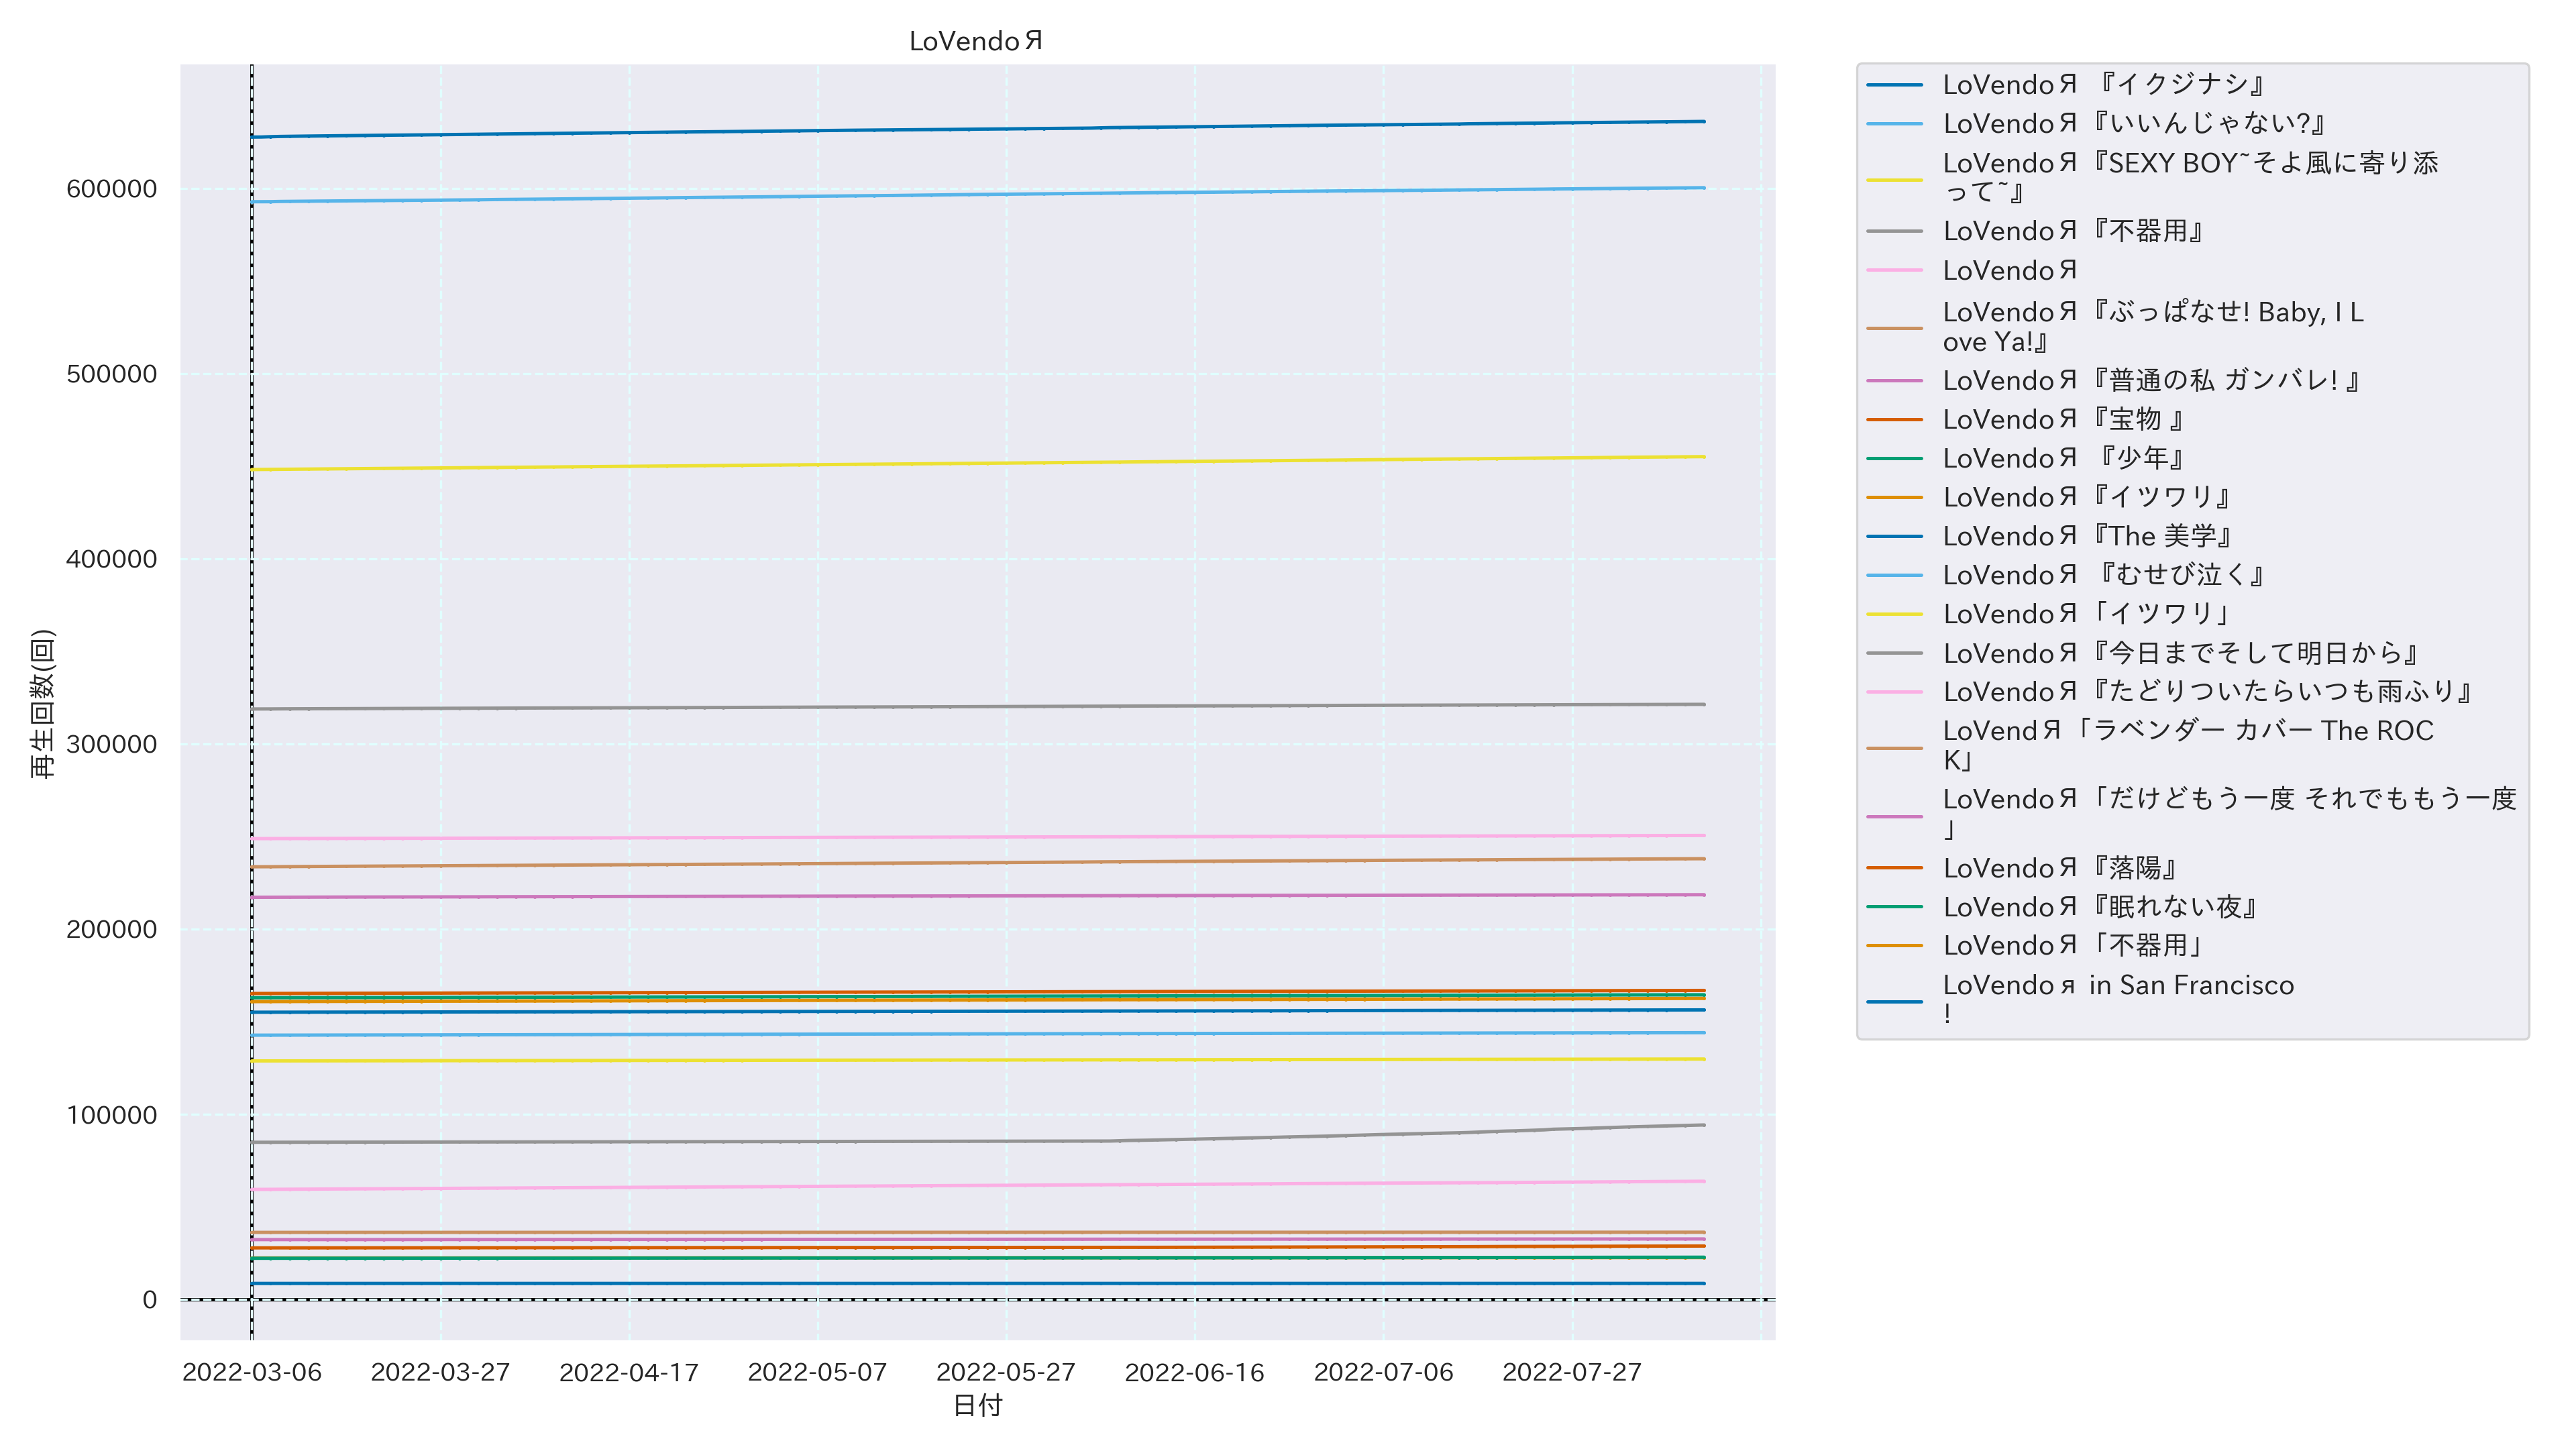 LoVendoЯ
再生回数(回)
600000
500000
400000
300000
200000
100000
0
2022-03-06 2022-03-27 2022-04-17 2022-05-07 2022-05-27 2022-06-16 2022-07-06 2022-07-27
日付
LoVendoЯ 『イクジナシ』
LoVendoЯ『いいんじゃない?』
LoVendoЯ『SEXY BOY~そよ風に寄り添
って~』
LoVendoЯ『不器用』
LoVendoЯ
LoVendoЯ『ぶっぱなせ! Baby, I L
ove Ya!』
LoVendoЯ『普通の私 ガンバレ! 』
LoVendoЯ『宝物 』
LoVendoЯ 『少年』
LoVendoЯ『イツワリ』
LoVendoЯ『The 美学』
LoVendoЯ 『むせび泣く』
LoVendoЯ「イツワリ」
LoVendoЯ『今日までそして明日から』
LoVendoЯ『たどりついたらいつも雨ふり』
LoVendЯ「ラベンダー カバー The ROC
K」
LoVendoЯ「だけどもう一度 それでももう一度
」
LoVendoЯ『落陽』
LoVendoЯ『眠れない夜』
LoVendoЯ「不器用」
LoVendoя in San Francisco
!